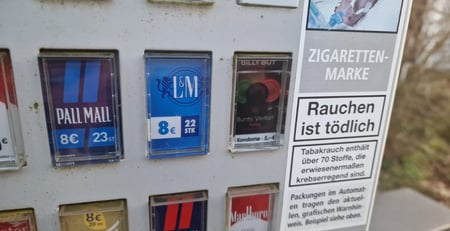 PALL MALL
8€ 23ST
L&M
8€ 22
STK
BILLY BOY
Bunte Vielfalt
Kondome
ZIGARETTEN-
MARKE
Rauchen
ist tödlich
Tabakrauch enthält
über 70 Stoffe, die
erwiesenermaßen
krebserregend sind.
Packungen im Automat-
en tragen den aktuel-
len, grafischen Warnhin-
weis. Beispiel siehe oben.
8€
Marlboro